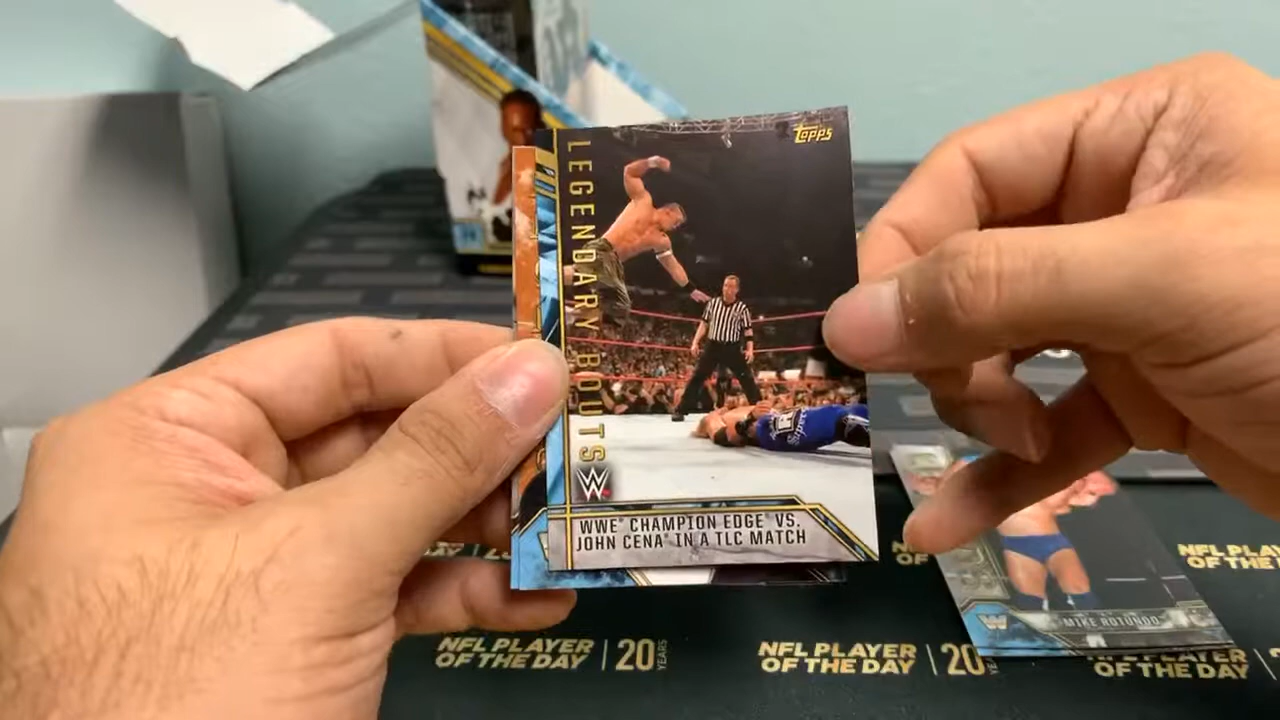 Topps
LEGENDARY BOUTS
W
WWE® CHAMPION EDGE® VS.
JOHN CENA® IN A TLC MATCH
MIKE ROTUNDO
NFL PLAYER
OF THE DAY | 20 YEARS
NFL PLAYER
OF THE DAY | 20
NFL PLAYER
OF THE DAY
NFL PLAYER
OF THE DAY